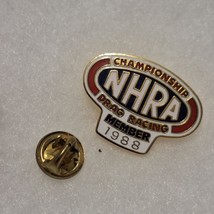 CHAMPIONSHIP
NHRA
DRAG RACING
MEMBER
1988